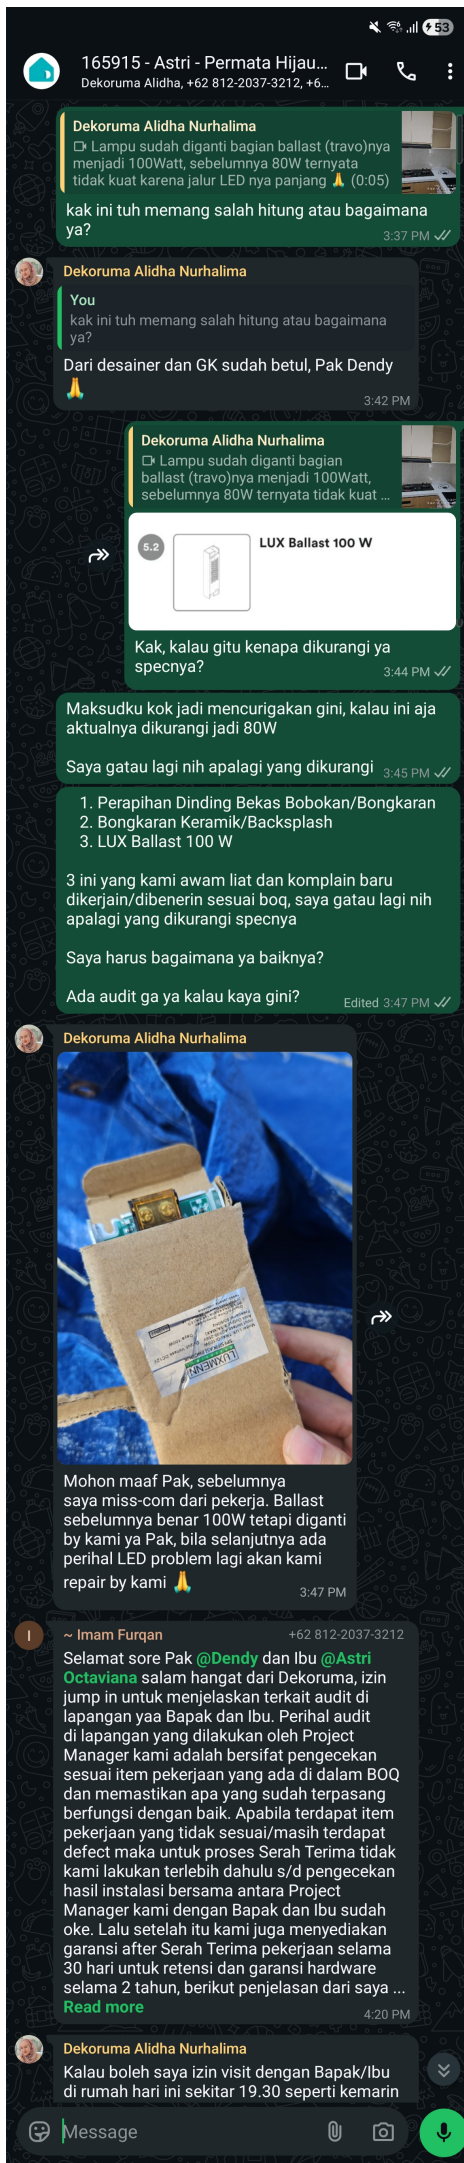 53
165915 - Astri - Permata Hijau...
Dekoruma Alidha, +62 812-2037-3212, +6...
Dekoruma Alidha Nurhalima
Lampu sudah diganti bagian ballast (travo)nya
menjadi 100Watt, sebelumnya 80W ternyata
tidak kuat karena jalur LED nya panjang 🙏 (0:05)
kak ini tuh memang salah hitung atau bagaimana
ya?
3:37 PM
Dekoruma Alidha Nurhalima
You
kak ini tuh memang salah hitung atau bagaimana
ya?
Dari desainer dan GK sudah betul, Pak Dendy
🙏
3:42 PM
Dekoruma Alidha Nurhalima
Lampu sudah diganti bagian
ballast (travo)nya menjadi 100Watt,
sebelumnya 80W ternyata tidak kuat ...
5.2
LUX Ballast 100 W
Kak, kalau gitu kenapa dikurangi ya
specnya?
3:44 PM
Maksudku kok jadi mencurigakan gini, kalau ini aja
aktualnya dikurangi jadi 80W
Saya gatau lagi nih apalagi yang dikurangi
3:45 PM
1. Perapihan Dinding Bekas Bobokan/Bongkaran
2. Bongkaran Keramik/Backsplash
3. LUX Ballast 100 W
3 ini yang kami awam liat dan komplain baru
dikerjain/dibenerin sesuai boq, saya gatau lagi nih
apalagi yang dikurangi specnya
Saya harus bagaimana ya baiknya?
Ada audit ga ya kalau kaya gini?
Edited 3:47 PM
Dekoruma Alidha Nurhalima
LUXMENN
Mohon maaf Pak, sebelumnya
saya miss-com dari pekerja. Ballast
sebelumnya benar 100W tetapi diganti
by kami ya Pak, bila selanjutnya ada
perihal LED problem lagi akan kami
repair by kami 🙏
3:47 PM
I
~ Imam Furqan
+62 812-2037-3212
Selamat sore Pak @Dendy dan Ibu @Astri
Octaviana salam hangat dari Dekoruma, izin
jump in untuk menjelaskan terkait audit di
lapangan yaa Bapak dan Ibu. Perihal audit
di lapangan yang dilakukan oleh Project
Manager kami adalah bersifat pengecekan
sesuai item pekerjaan yang ada di dalam BOQ
dan memastikan apa yang sudah terpasang
berfungsi dengan baik. Apabila terdapat item
pekerjaan yang tidak sesuai/masih terdapat
defect maka untuk proses Serah Terima tidak
kami lakukan terlebih dahulu s/d pengecekan
hasil instalasi bersama antara Project
Manager kami dengan Bapak dan Ibu sudah
oke. Lalu setelah itu kami juga menyediakan
garansi after Serah Terima pekerjaan selama
30 hari untuk retensi dan garansi hardware
selama 2 tahun, berikut penjelasan dari saya ...
Read more
4:20 PM
Dekoruma Alidha Nurhalima
Kalau boleh saya izin visit dengan Bapak/Ibu
di rumah hari ini sekitar 19.30 seperti kemarin
Message